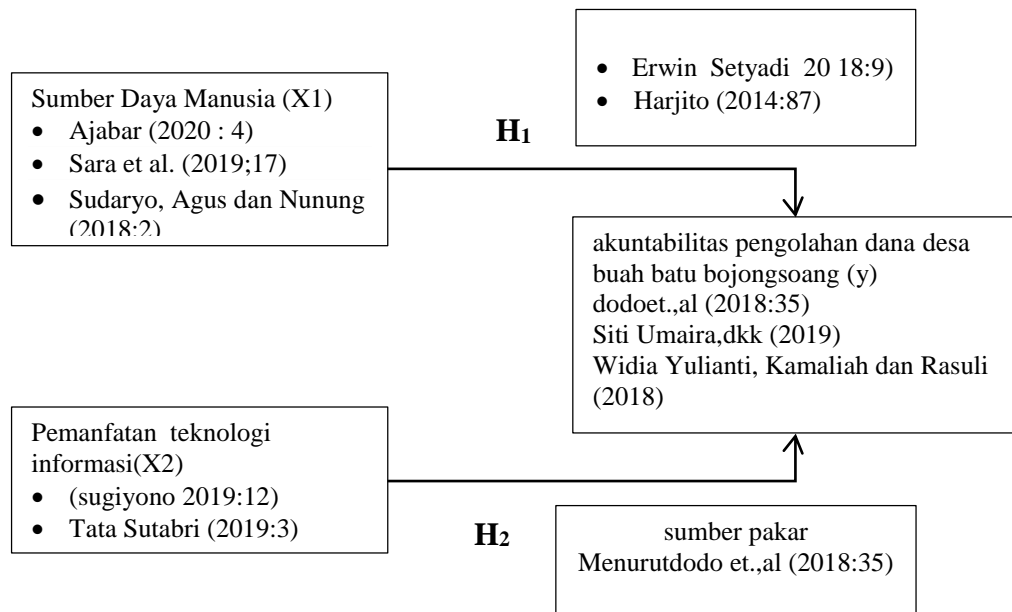 Sumber Daya Manusia (X1)
• Ajabar (2020 : 4)
• Sara et al. (2019;17)
• Sudaryo, Agus dan Nunung
(2018:2)
H1
• Erwin Setyadi 20 18:9)
• Harjito (2014:87)
akuntabilitas pengolahan dana desa
buah batu bojongsoang (y)
dodoet.,al (2018:35)
Siti Umaira,dkk (2019)
Widia Yulianti, Kamaliah dan Rasuli
(2018)
Pemanfatan teknologi
informasi(X2)
• (sugiyono 2019:12)
• Tata Sutabri (2019:3)
H2
sumber pakar
Menurutdodo et.,al (2018:35)